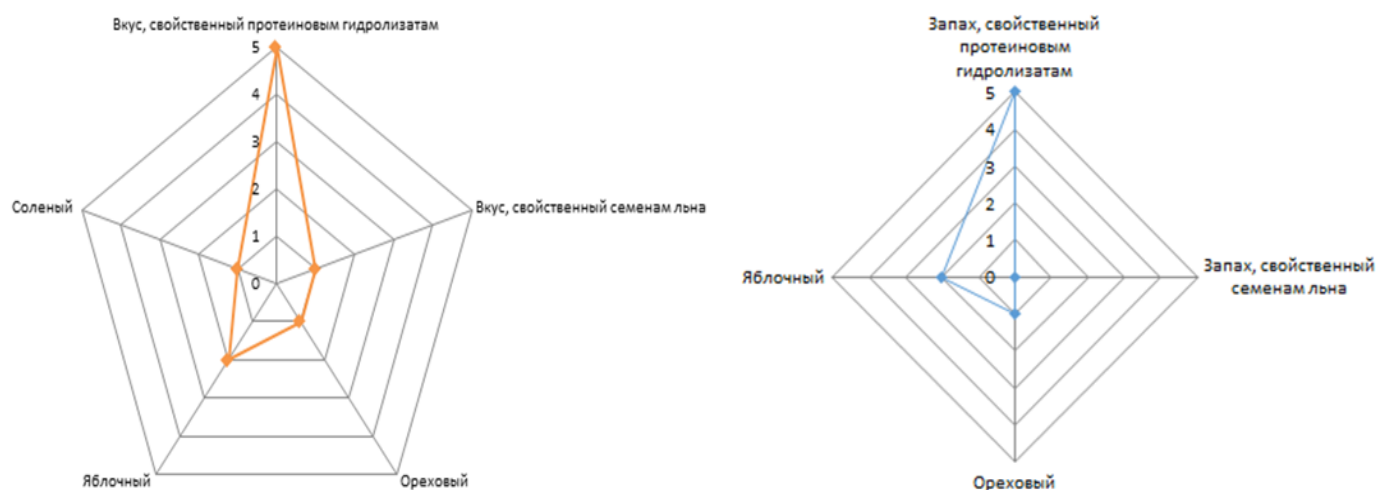 Вкус, свойственный протеиновым гидролизатам
5
4
3
2
1
0
Соленый
Вкус, свойственный семенам льна
Яблочный
Ореховый
Запах, свойственный
протеиновым
гидролизатам
5
4
3
2
1
0
Яблочный
Запах, свойственный
семенам льна
Ореховый